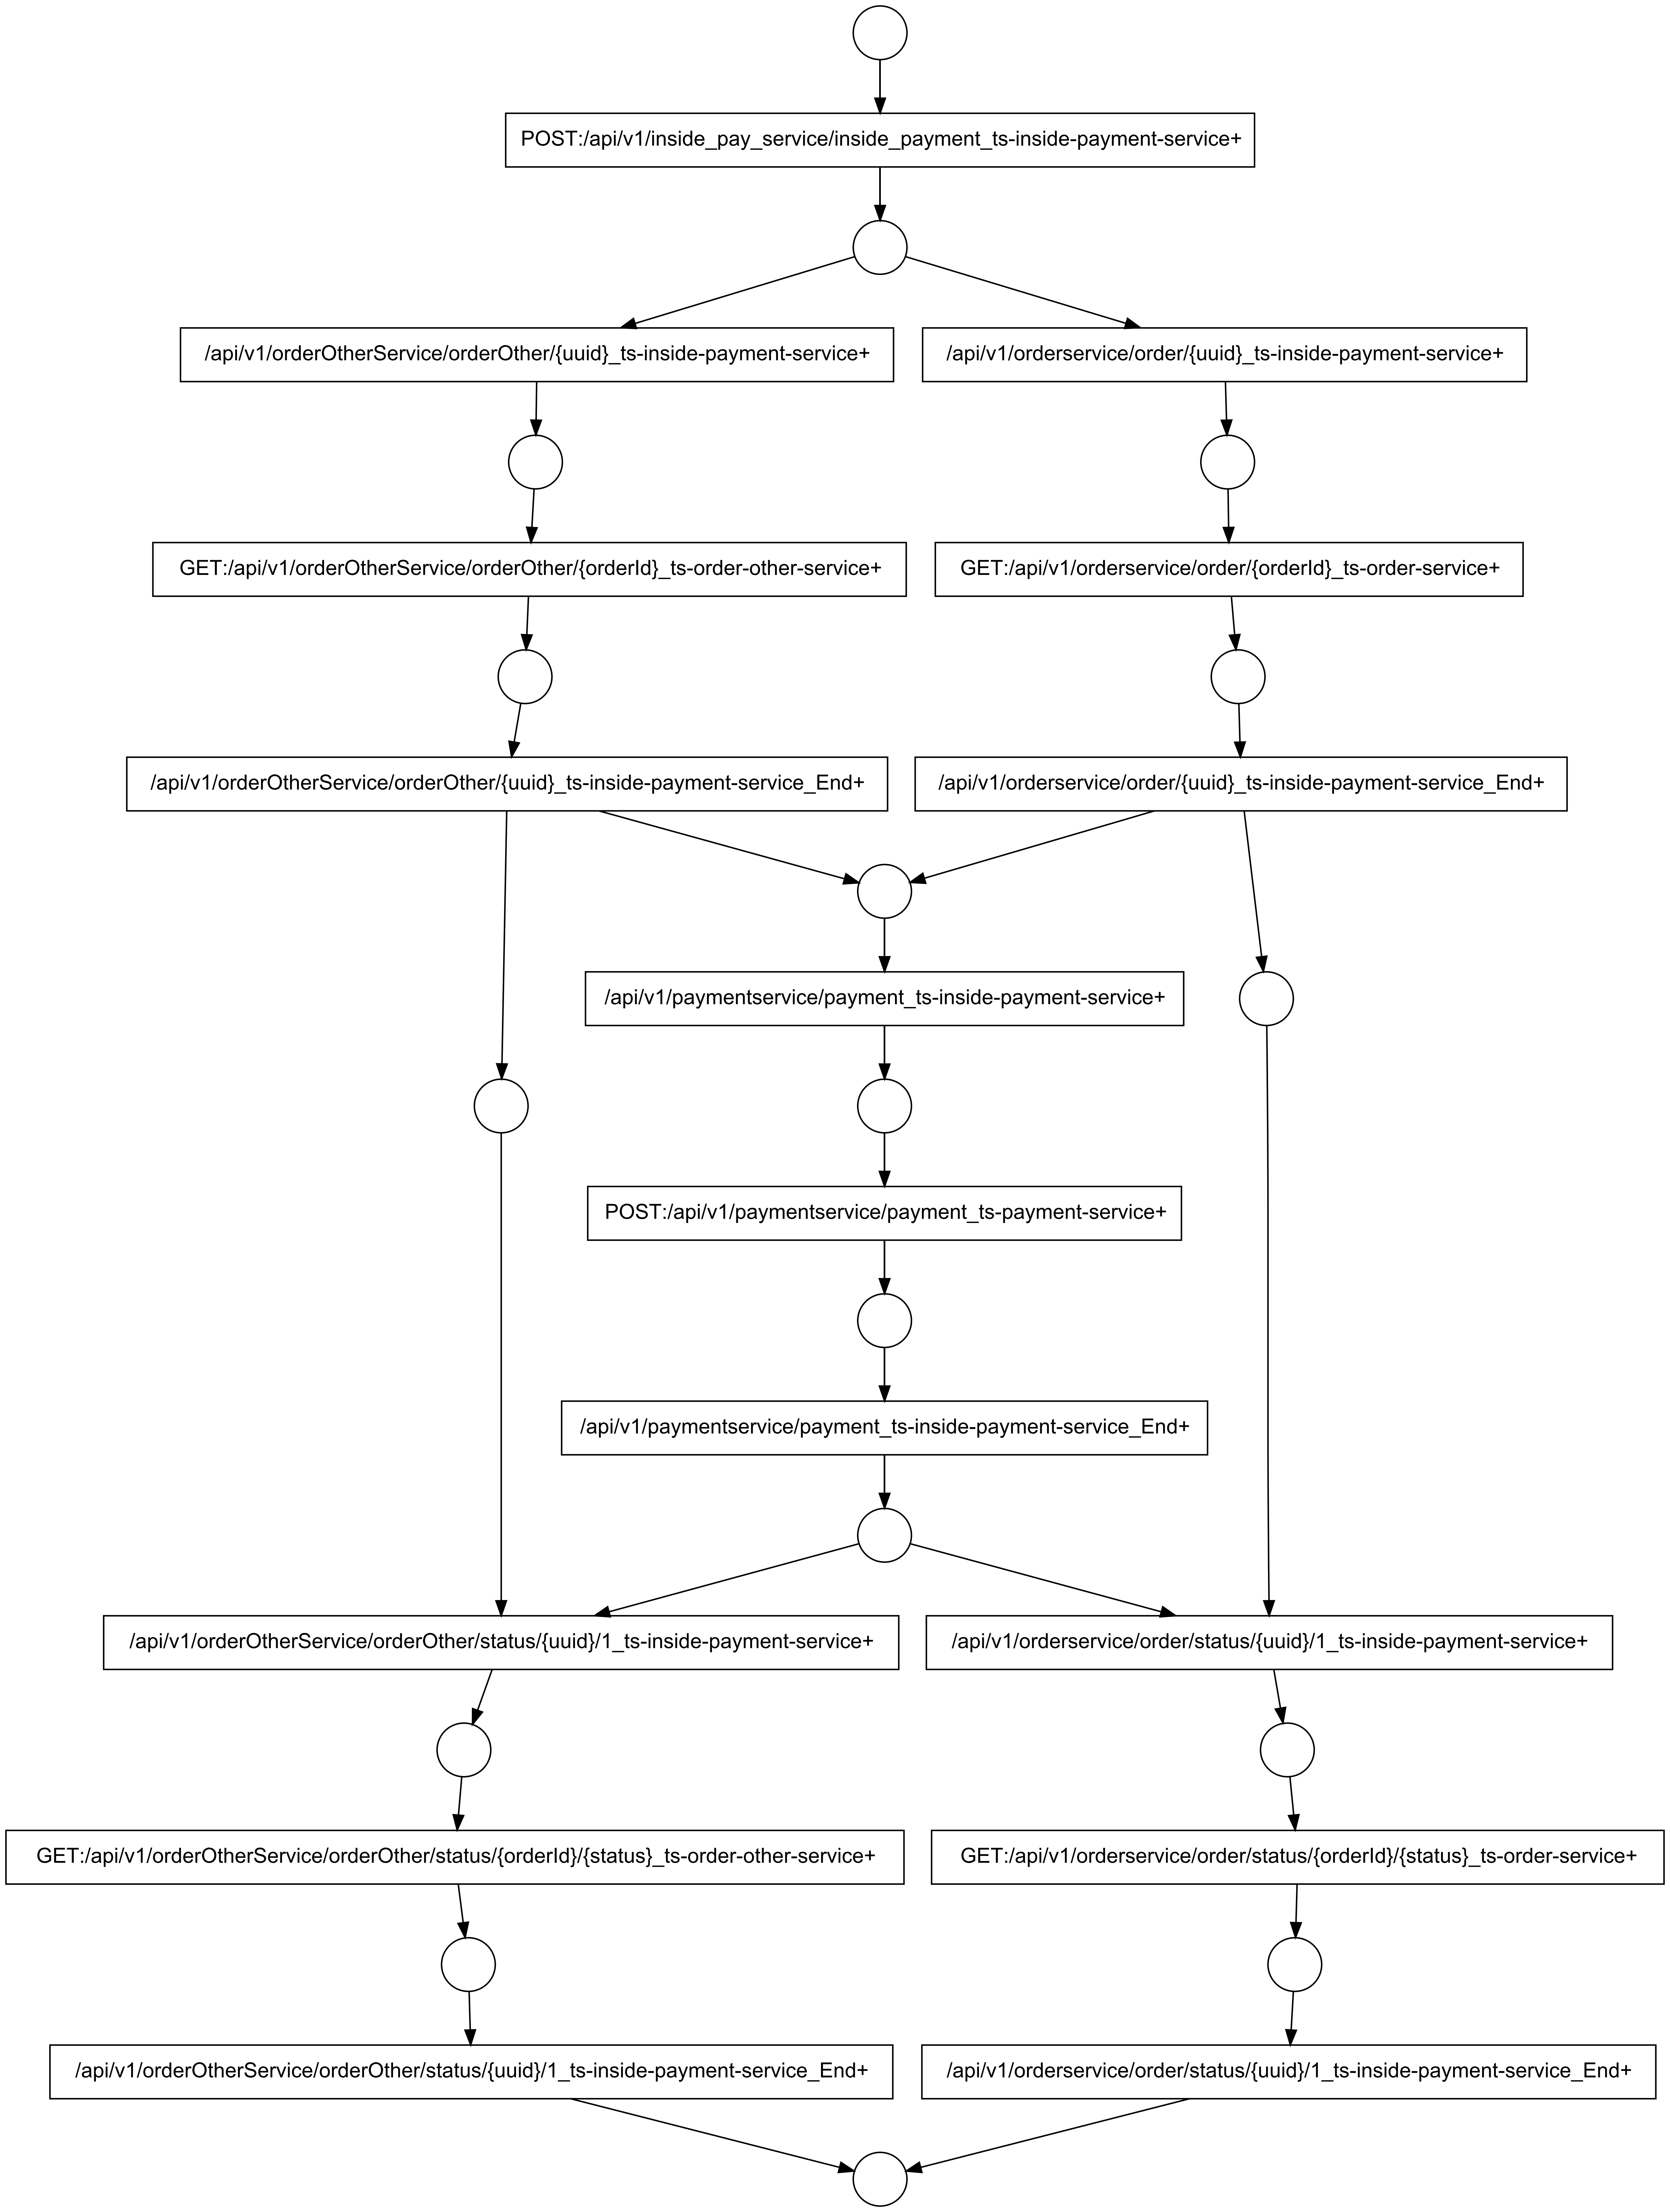 POST:/api/v1/inside_pay_service/inside_payment_ts-inside-payment-service+
/api/v1/orderOtherService/orderOther/{uuid}_ts-inside-payment-service+
/api/v1/orderservice/order/{uuid}_ts-inside-payment-service+
GET:/api/v1/orderOtherService/orderOther/{orderId}_ts-order-other-service+
GET:/api/v1/orderservice/order/{orderId}_ts-order-service+
/api/v1/orderOtherService/orderOther/{uuid}_ts-inside-payment-service_End+
/api/v1/orderservice/order/{uuid}_ts-inside-payment-service_End+
/api/v1/paymentservice/payment_ts-inside-payment-service+
POST:/api/v1/paymentservice/payment_ts-payment-service+
/api/v1/paymentservice/payment_ts-inside-payment-service_End+
/api/v1/orderOtherService/orderOther/status/{uuid}/1_ts-inside-payment-service+
/api/v1/orderservice/order/status/{uuid}/1_ts-inside-payment-service+
GET:/api/v1/orderOtherService/orderOther/status/{orderId}/{status}_ts-order-other-service+
GET:/api/v1/orderservice/order/status/{orderId}/{status}_ts-order-service+
/api/v1/orderOtherService/orderOther/status/{uuid}/1_ts-inside-payment-service_End+
/api/v1/orderservice/order/status/{uuid}/1_ts-inside-payment-service_End+